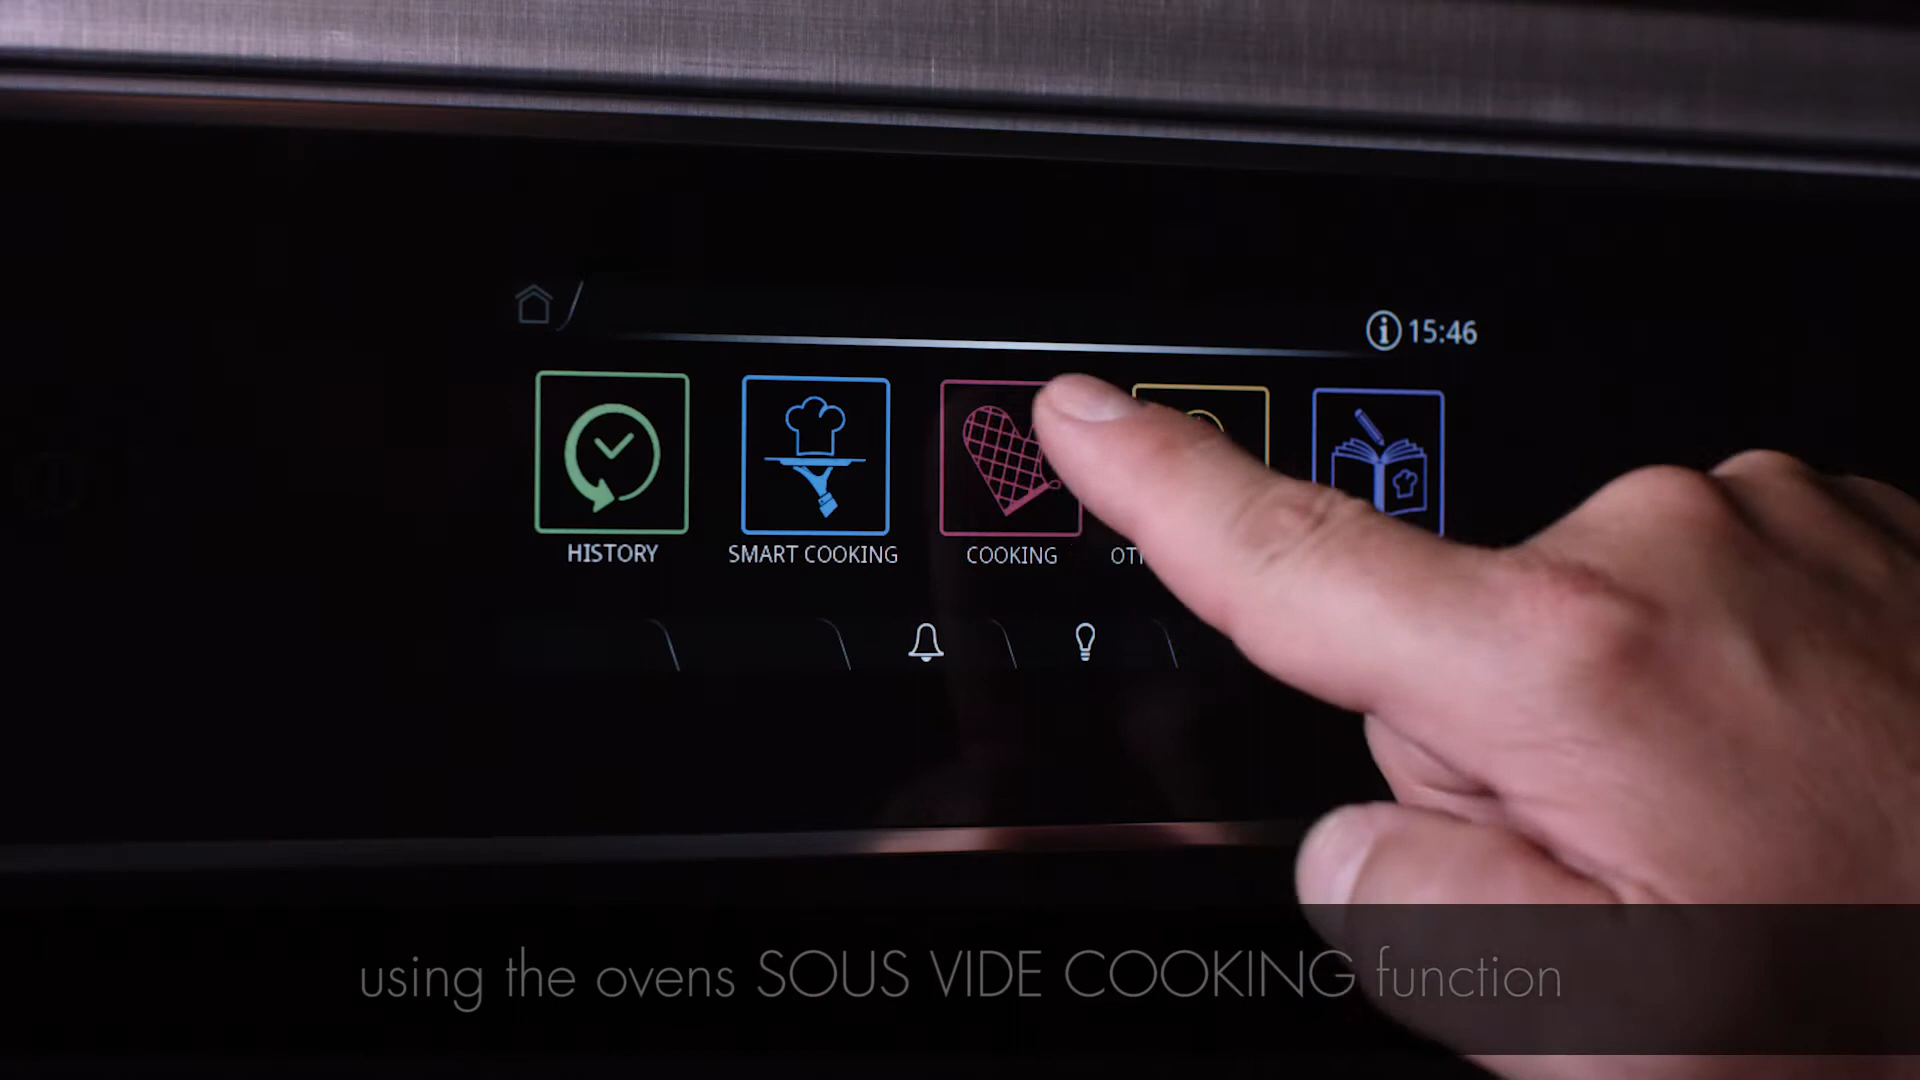 15:46
HISTORY
SMART COOKING
COOKING
using the ovens SOUS VIDE COOKING function